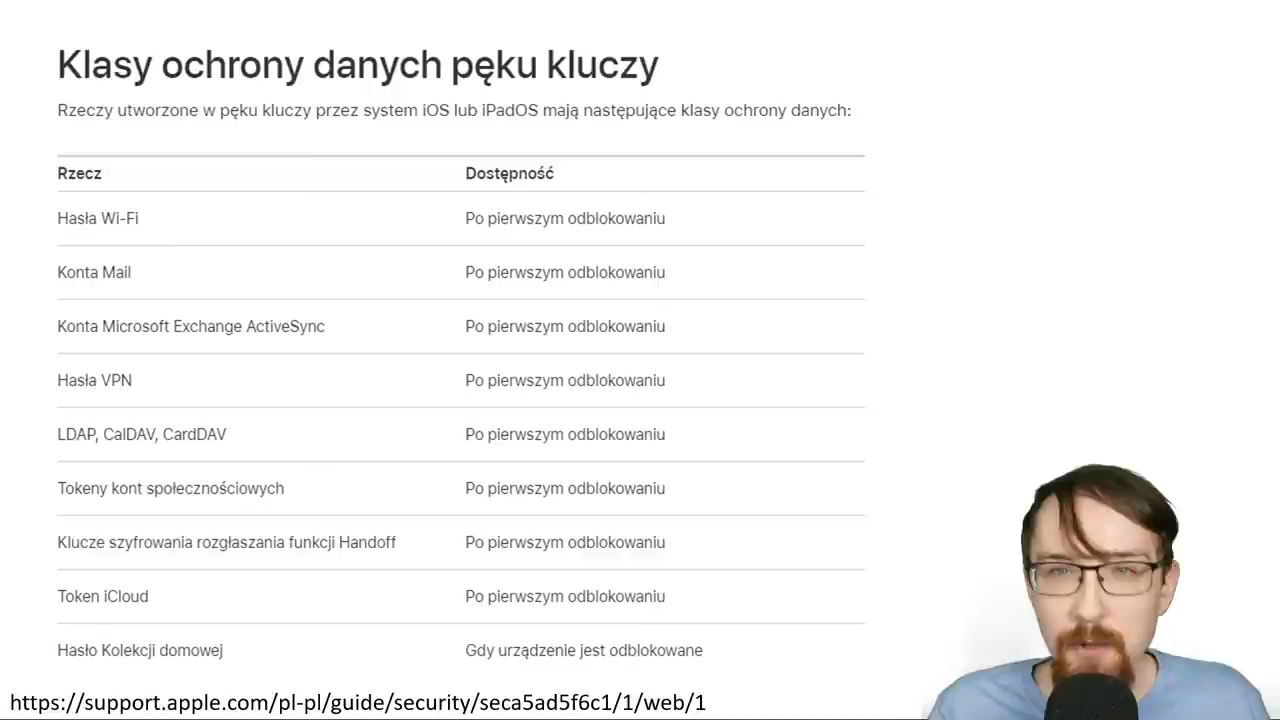 Klasy ochrony danych pęku kluczy
Rzeczy utworzone w pęku kluczy przez system iOS lub iPadOS mają następujące klasy ochrony danych:
Rzecz Dostępność
Hasła Wi-Fi Po pierwszym odblokowaniu
Konta Mail Po pierwszym odblokowaniu
Konta Microsoft Exchange ActiveSync Po pierwszym odblokowaniu
Hasła VPN Po pierwszym odblokowaniu
LDAP, CalDAV, CardDAV Po pierwszym odblokowaniu
Tokeny kont społecznościowych Po pierwszym odblokowaniu
Klucze szyfrowania rozgłaszania funkcji Handoff Po pierwszym odblokowaniu
Token iCloud Po pierwszym odblokowaniu
Hasło Kolekcji domowej Gdy urządzenie jest odblokowane
https://support.apple.com/pl-pl/guide/security/seca5ad5f6c1/1/web/1